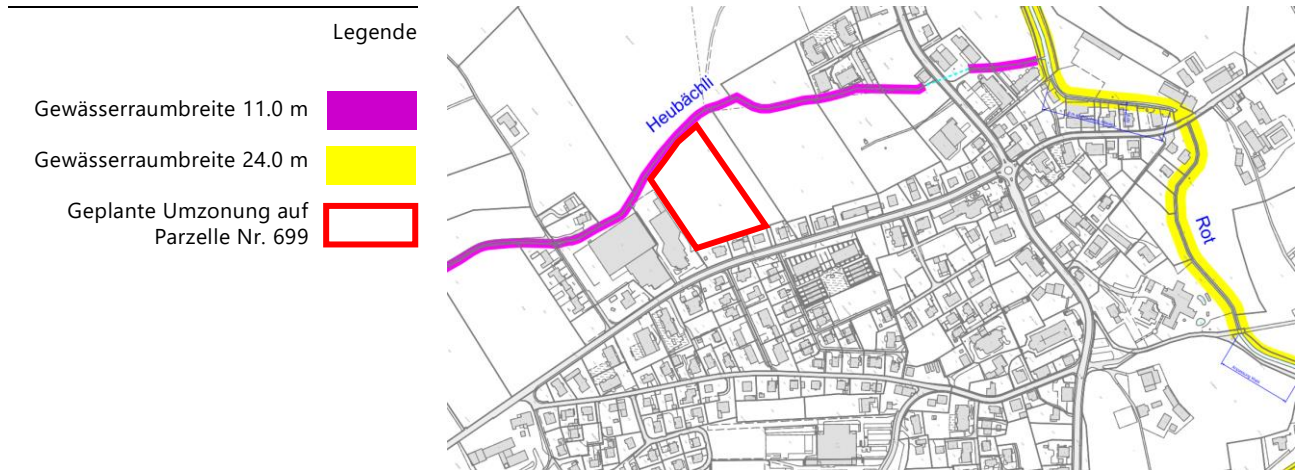 Legende
Gewässerraumbreite 11.0 m
Gewässerraumbreite 24.0 m
Geplante Umzonung auf
Parzelle Nr. 699
Heubächli
Rot